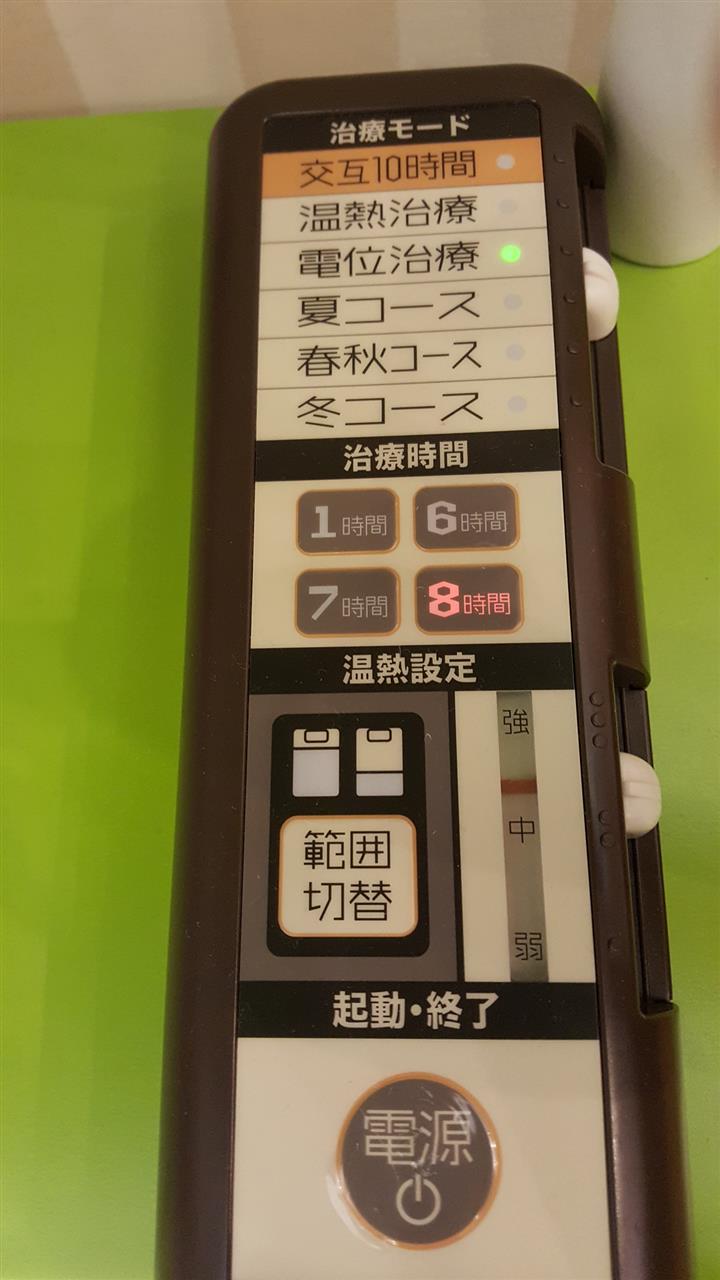 治療モード
交互10時間
温熱治療
電位治療
夏コース
春秋コース
冬コース
治療時間
1時間 6時間
7時間 8時間
温熱設定
強
中
弱
範囲
切替
起動・終了
電源